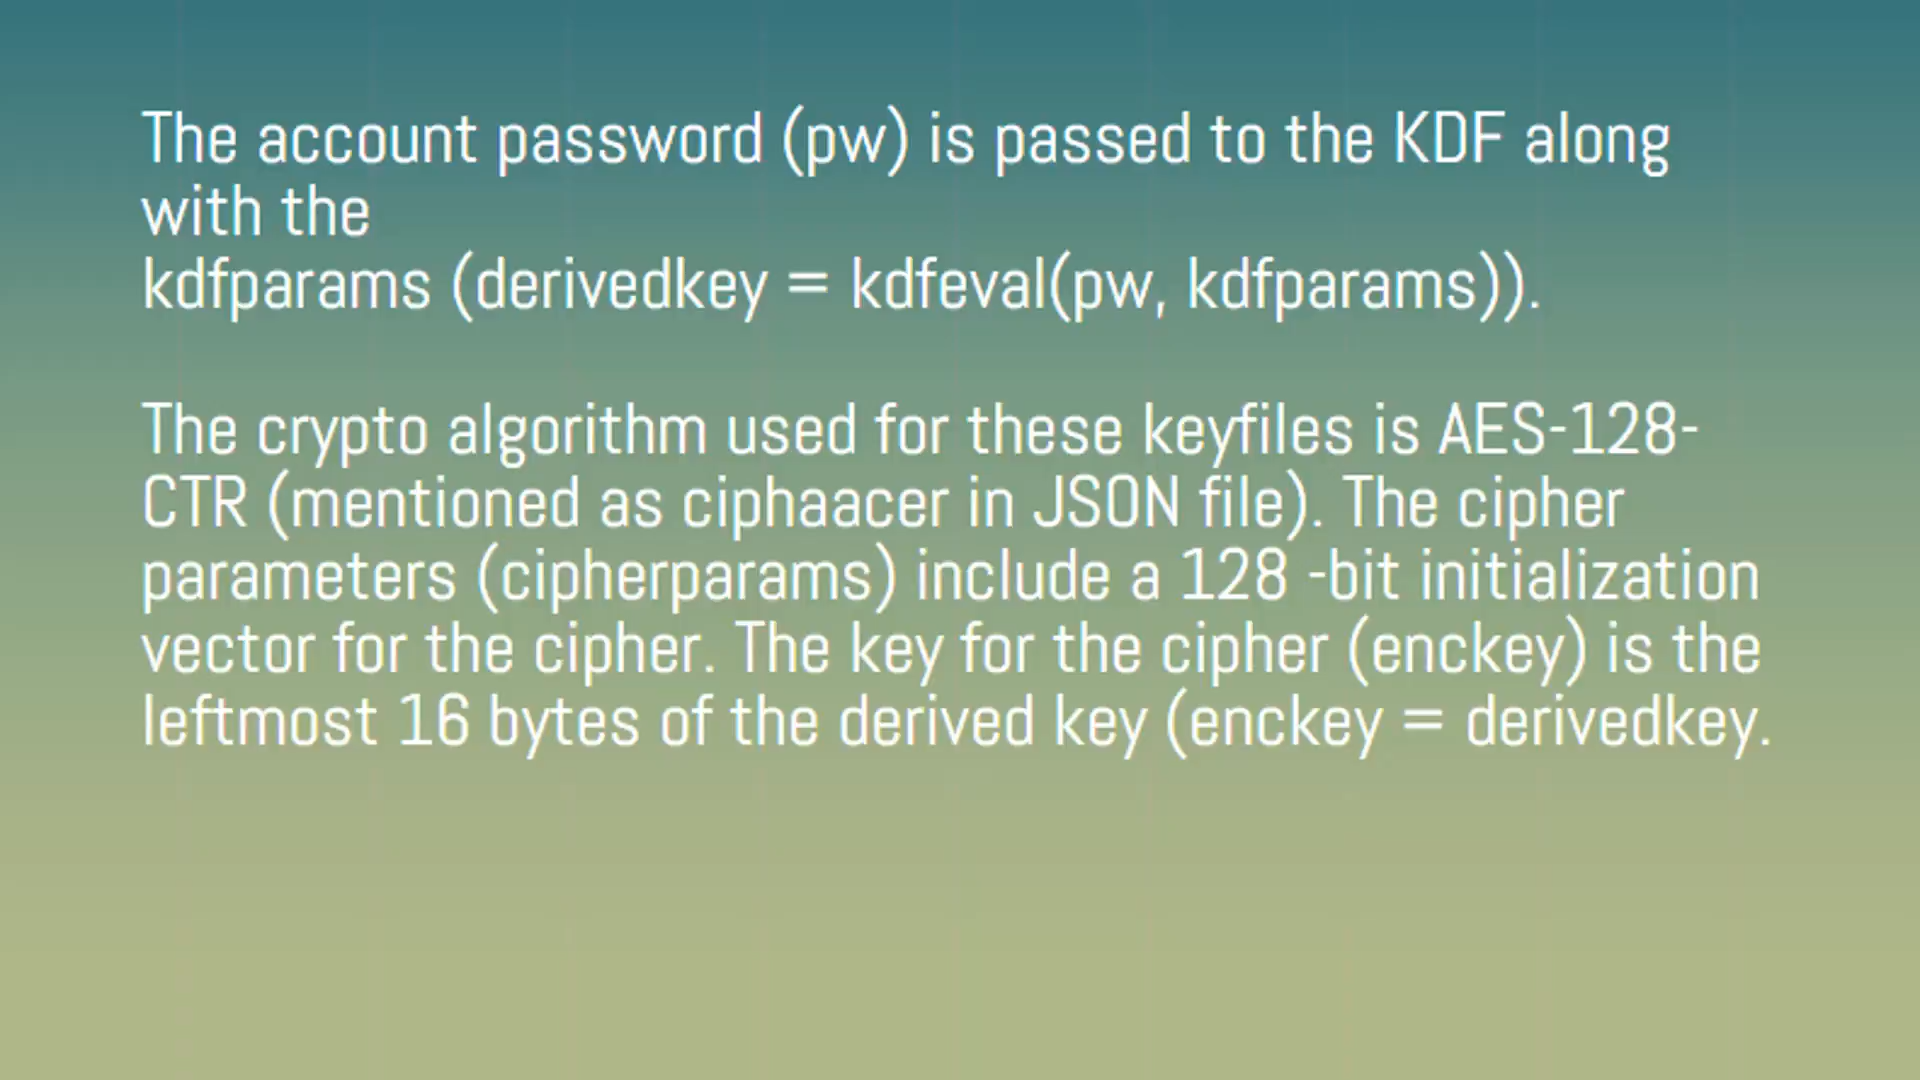 The account password (pw) is passed to the KDF along
with the
kdfparams (derivedkey = kdfeval(pw, kdfparams)).
The crypto algorithm used for these keyfiles is AES-128-
CTR (mentioned as ciphaacer in JSON file). The cipher
parameters (cipherparams) include a 128 -bit initialization
vector for the cipher. The key for the cipher (enckey) is the
leftmost 16 bytes of the derived key (enckey = derivedkey.